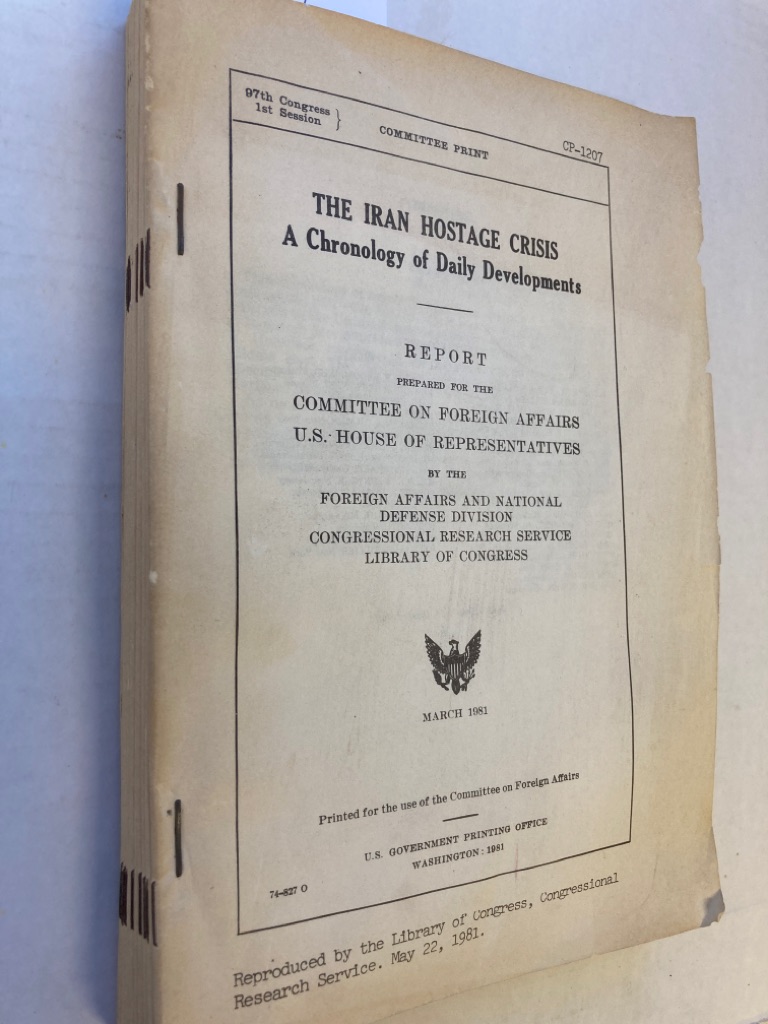 97th Congress
1st Session } COMMITTEE PRINT CP-1207
THE IRAN HOSTAGE CRISIS
A Chronology of Daily Developments
REPORT
PREPARED FOR THE
COMMITTEE ON FOREIGN AFFAIRS
U.S. HOUSE OF REPRESENTATIVES
BY THE
FOREIGN AFFAIRS AND NATIONAL
DEFENSE DIVISION
CONGRESSIONAL RESEARCH SERVICE
LIBRARY OF CONGRESS
MARCH 1981
Printed for the use of the Committee on Foreign Affairs
U.S. GOVERNMENT PRINTING OFFICE
74-827 O WASHINGTON : 1981
Reproduced by the Library of Congress, Congressional
Research Service. May 22, 1981.